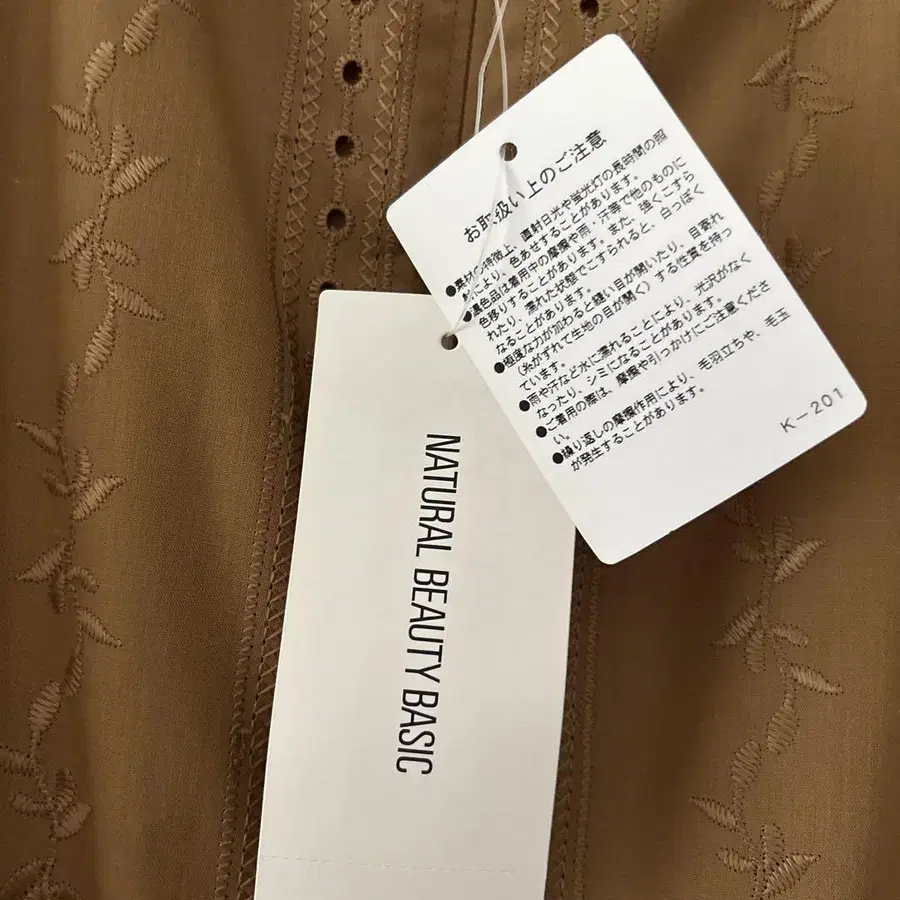 お取扱い上のご注意
●素材の特徴上、直射日光や蛍光灯の長時間の照
射により、色あせすることがあります。
●濃色品は着用中の摩擦や雨、汗等で他のものに
色移りすることがあります。また、強くこすら
れたり、濡れた状態でこすられると、白っぽく
なることがあります。
●極度な力が加わると縫い目が開いたり、目寄れ
(糸がずれて生地の目が開く)する性質を持っ
ています。
●雨や汗など水に濡れることにより、光沢がなく
なったり、シミになることがあります。
●ご着用の際は、摩擦や引っかけにご注意くださ
い。
●繰り返しの摩擦作用により、毛羽立ちや、毛玉
が発生することがあります。
K－201
NATURAL BEAUTY BASIC